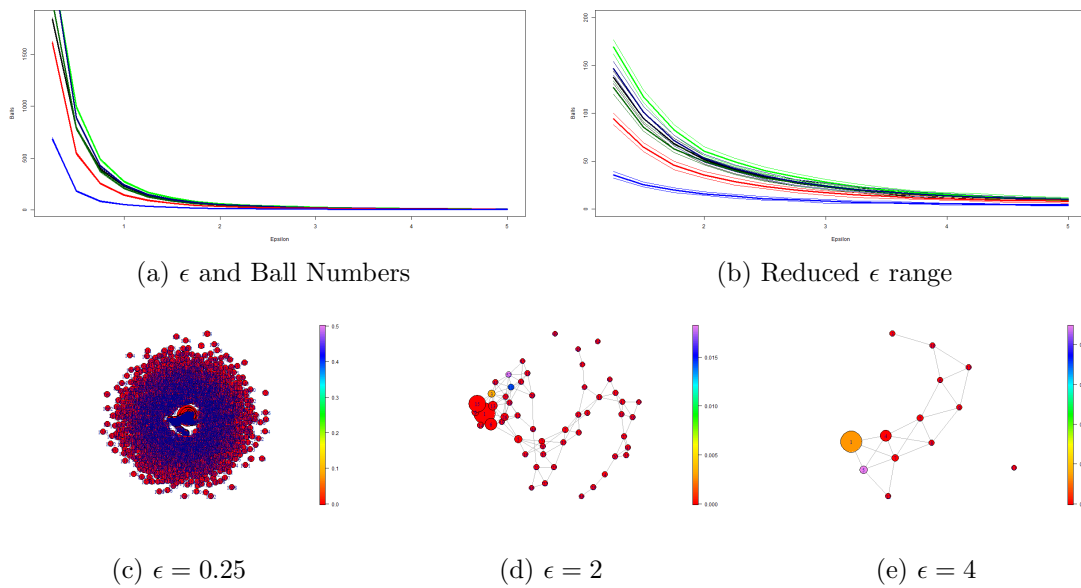 0 500 1000 1500
Balls
1 2 3 4 5
Epsilon
(a) ϵ and Ball Numbers
0 50 100 150 200
Balls
2 3 4 5
Epsilon
(b) Reduced ϵ range
0.5
0.4
0.3
0.2
0.1
0.0
(c) ϵ = 0.25
0.015
0.010
0.005
0.000
(d) ϵ = 2
(e) ϵ = 4